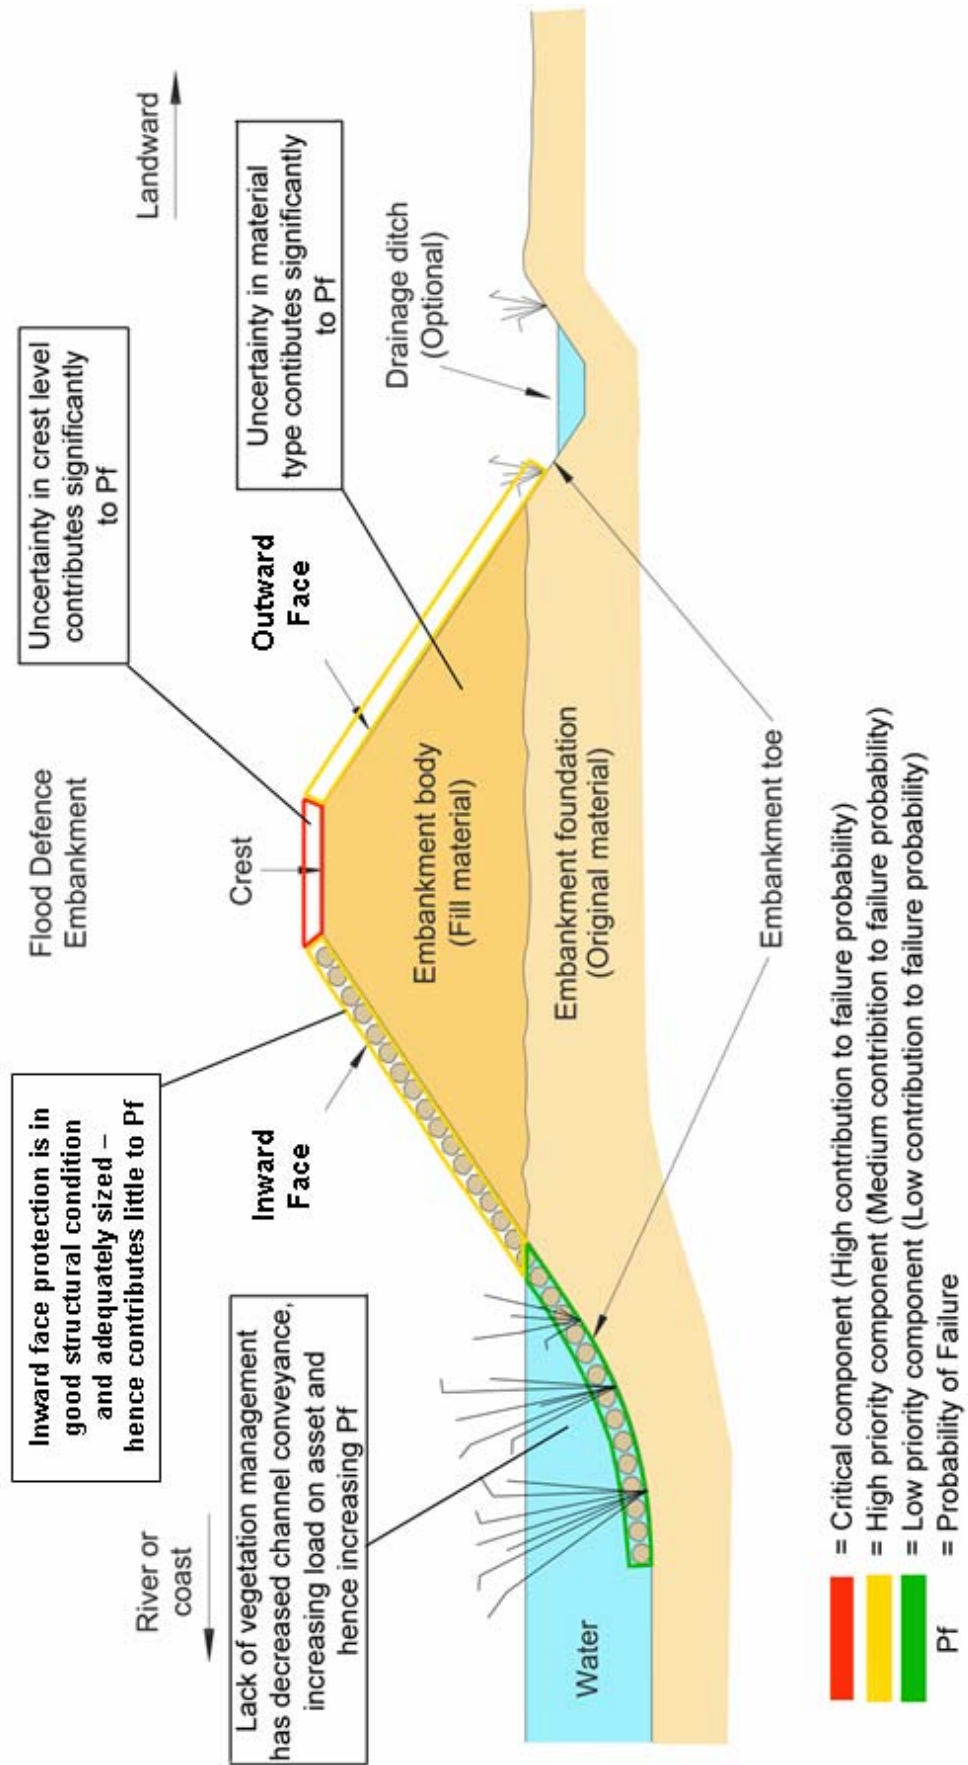 River or
coast
Flood Defence
Embankment
Landward
Inward face protection is in
good structural condition
and adequately sized –
hence contributes little to Pf
Uncertainty in crest level
contributes significantly
to Pf
Lack of vegetation management
has decreased channel conveyance,
increasing load on asset and
hence increasing Pf
Inward
Face
Crest
Outward
Face
Uncertainty in material
type contibutes significantly
to Pf
Drainage ditch
(Optional)
Embankment body
(Fill material)
Embankment foundation
(Original material)
Water
Embankment toe
= Critical component (High contribution to failure probability)
= High priority component (Medium contribition to failure probability)
= Low priority component (Low contribution to failure probability)
Pf = Probability of Failure